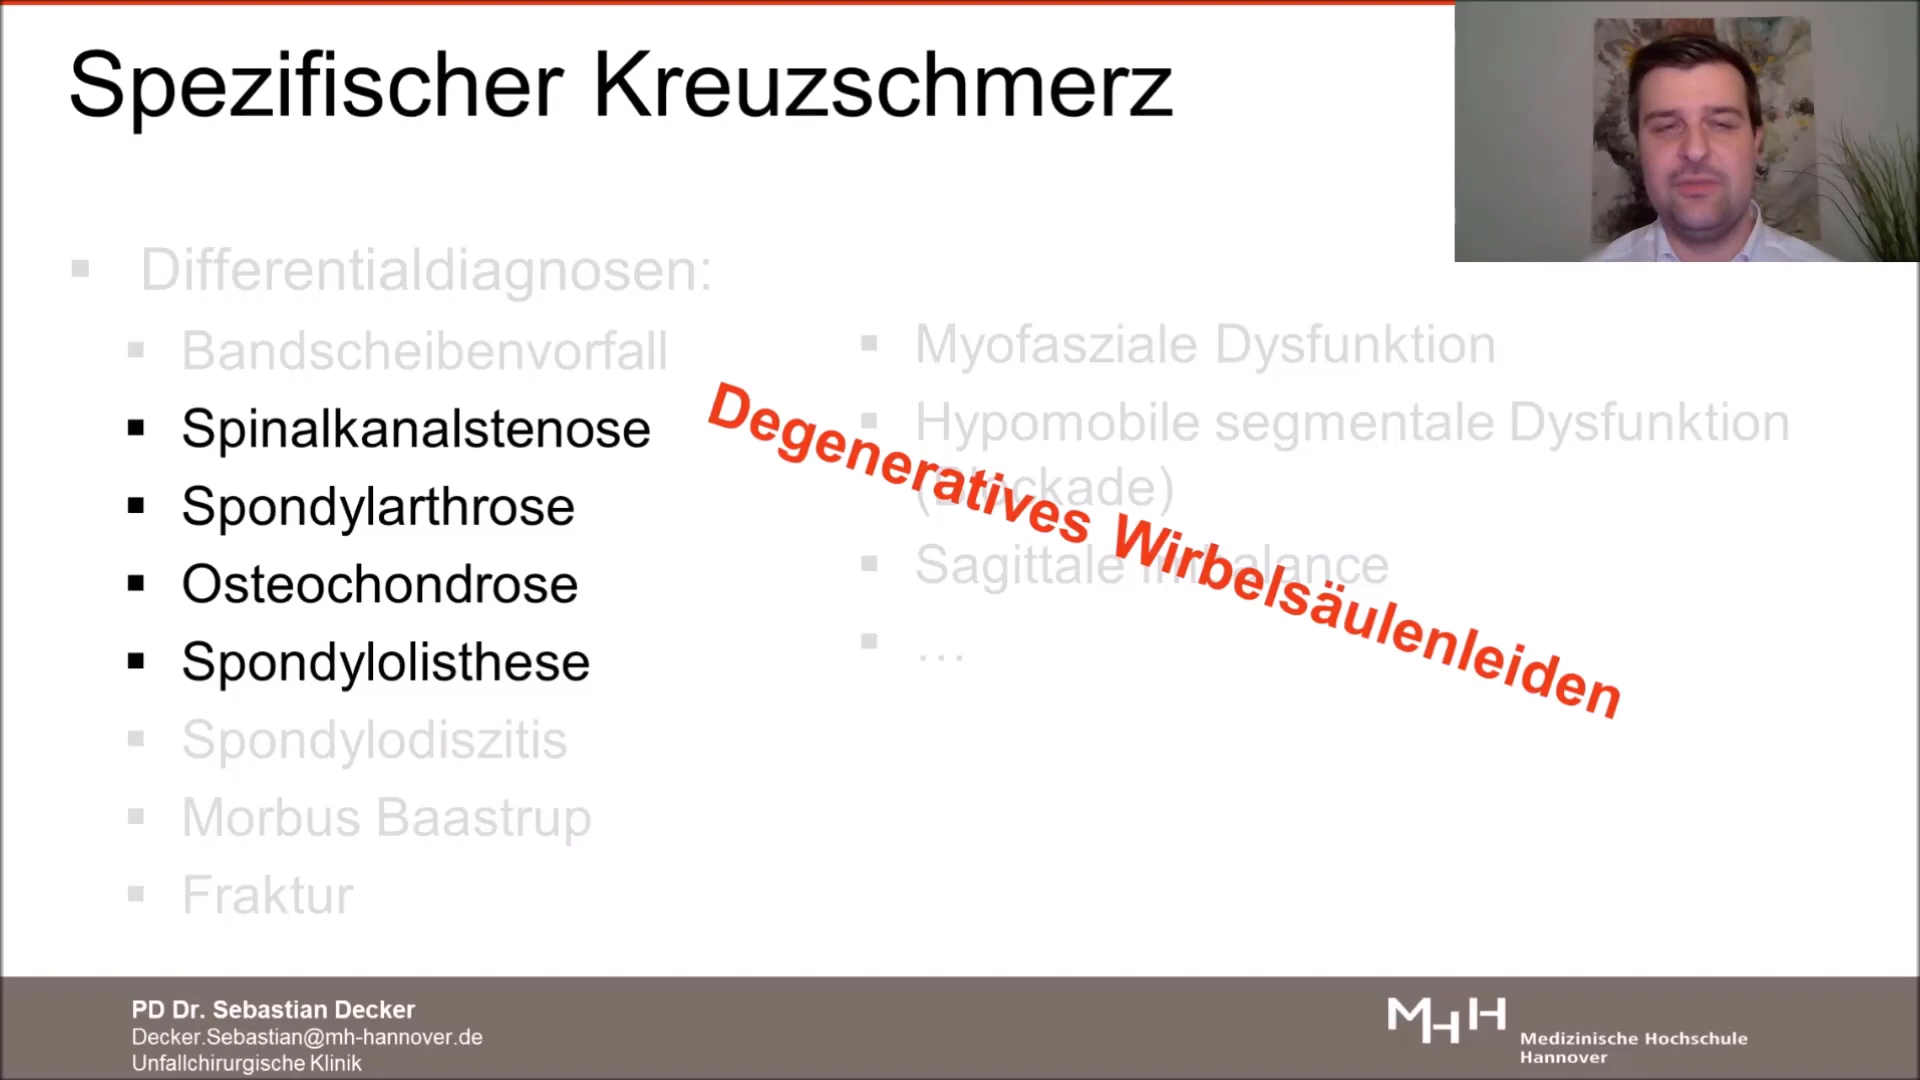 Spezifischer Kreuzschmerz
Differentialdiagnosen:
Bandscheibenvorfall
Spinalkanalstenose
Spondylarthrose
Osteochondrose
Spondylolisthese
Spondylodiszitis
Morbus Baastrup
Fraktur
Myofasziale Dysfunktion
Hypomobile segmentale Dysfunktion
(Blockade)
Sagittale Imbalance
…
Degeneratives Wirbelsäulenleiden
PD Dr. Sebastian Decker
Decker.Sebastian@mh-hannover.de
Unfallchirurgische Klinik
MHH
Medizinische Hochschule
Hannover